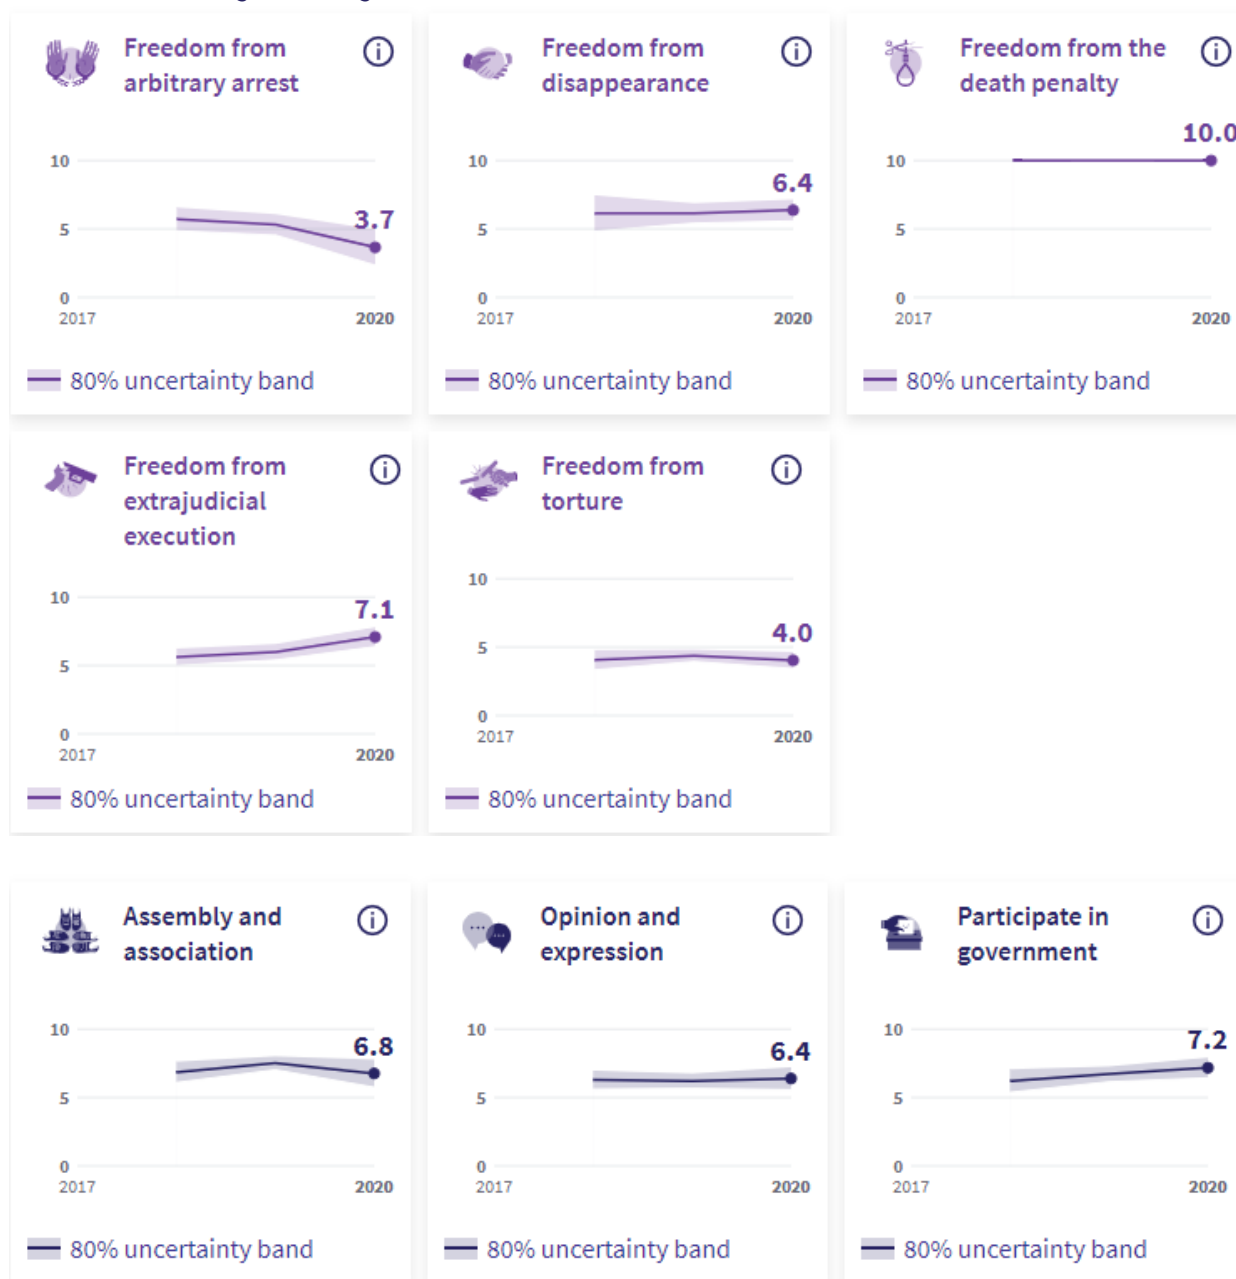 Freedom from
arbitrary arrest
10
5
0
3.7
2017
2020
80% uncertainty band
Freedom from
disappearance
10
5
0
6.4
2017
2020
80% uncertainty band
Freedom from the
death penalty
10
5
0
10.0
2017
2020
80% uncertainty band
Freedom from
extrajudicial
execution
10
5
0
7.1
2017
2020
80% uncertainty band
Freedom from
torture
10
5
0
4.0
2017
2020
80% uncertainty band
Assembly and
association
10
5
0
6.8
2017
2020
80% uncertainty band
Opinion and
expression
10
5
0
6.4
2017
2020
80% uncertainty band
Participate in
government
10
5
0
7.2
2017
2020
80% uncertainty band